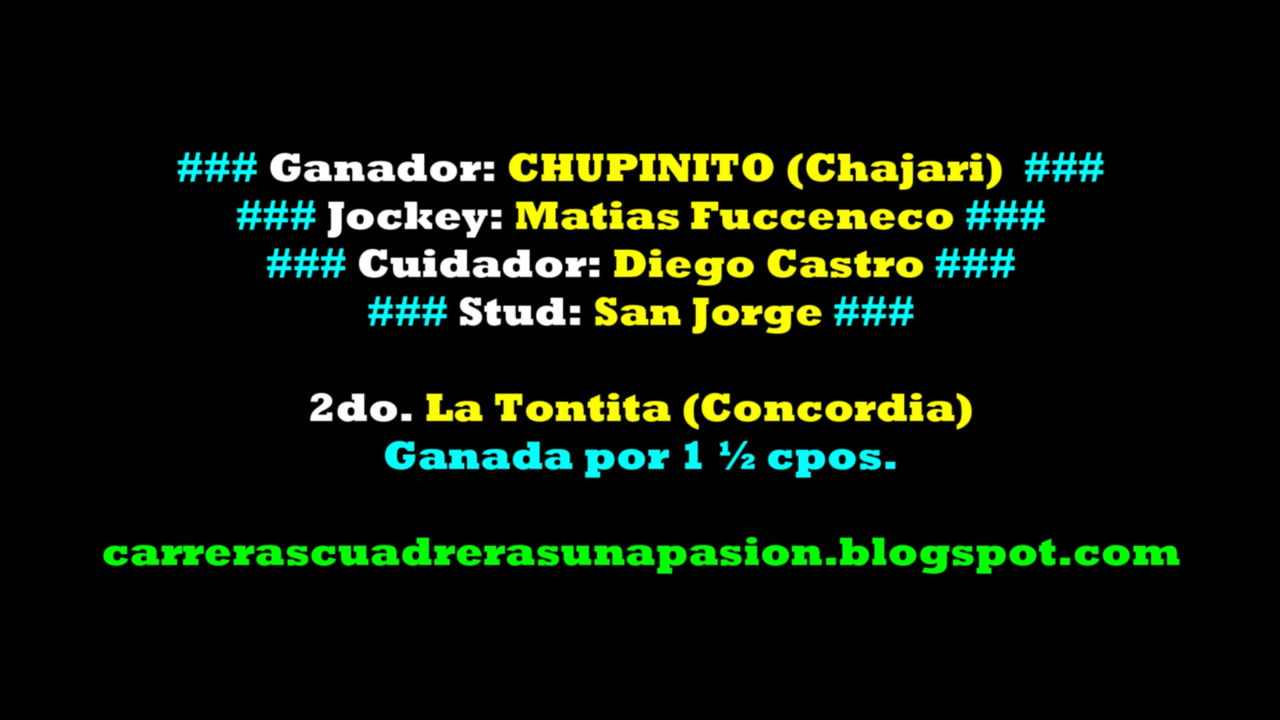 ### Ganador: CHUPINITO (Chajari)  ###
### Jockey: Matias Fucceneco ###
### Cuidador: Diego Castro ###
### Stud: San Jorge ###
2do. La Tontita (Concordia)
Ganada por 1 ½ cpos.
carrerascuadrerasunapasion.blogspot.com